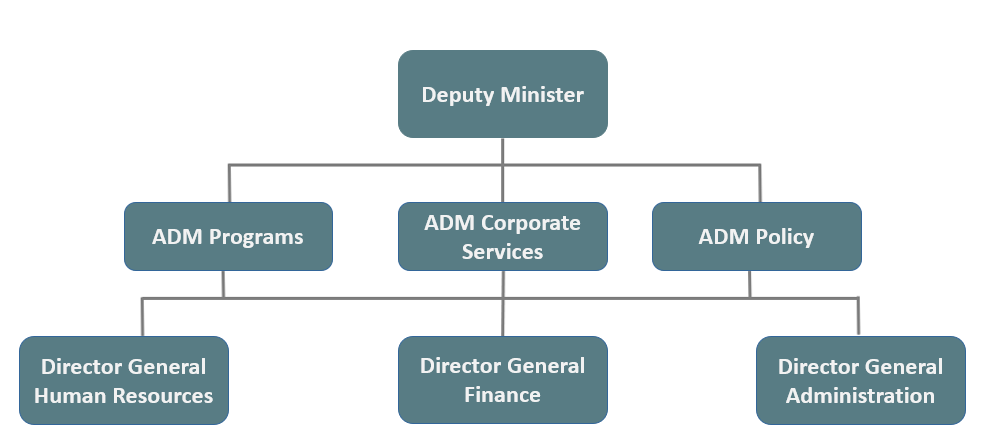 Deputy Minister
ADM Programs
ADM Corporate
Services
ADM Policy
Director General
Human Resources
Director General
Finance
Director General
Administration